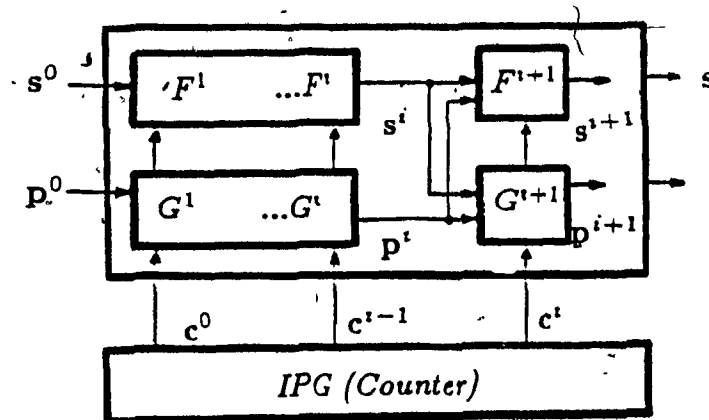 s⁰ F¹ ...Fⁱ Fⁱ⁺¹ s
sⁱ sⁱ⁺¹
p⁰ G¹ ...Gⁱ Gⁱ⁺¹
pⁱ pⁱ⁺¹
c⁰ cⁱ⁻¹ cⁱ
IPG (Counter)